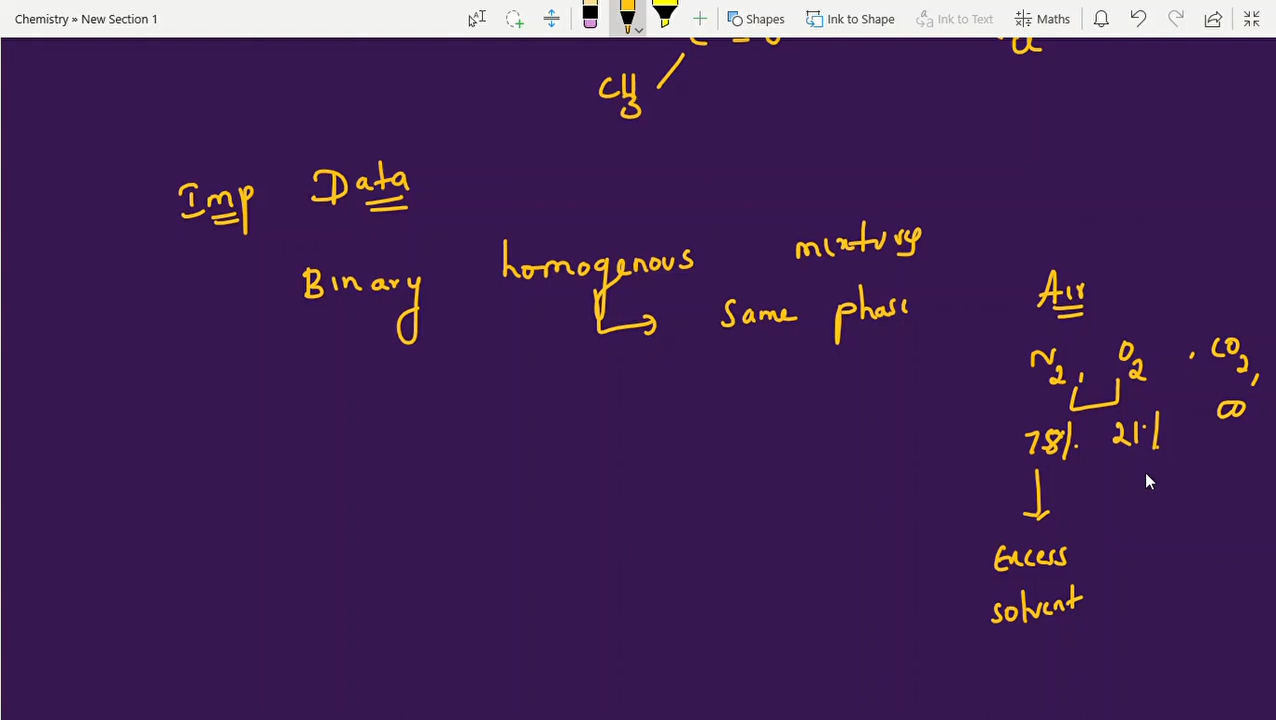 Chemistry » New Section 1
Shapes Ink to Shape Ink to Text Maths
CH3
Imp Data
Binary homogenous mixture
same phase
Air
N2, O2, CO2,
CO
78% 21%
Excess
solvent